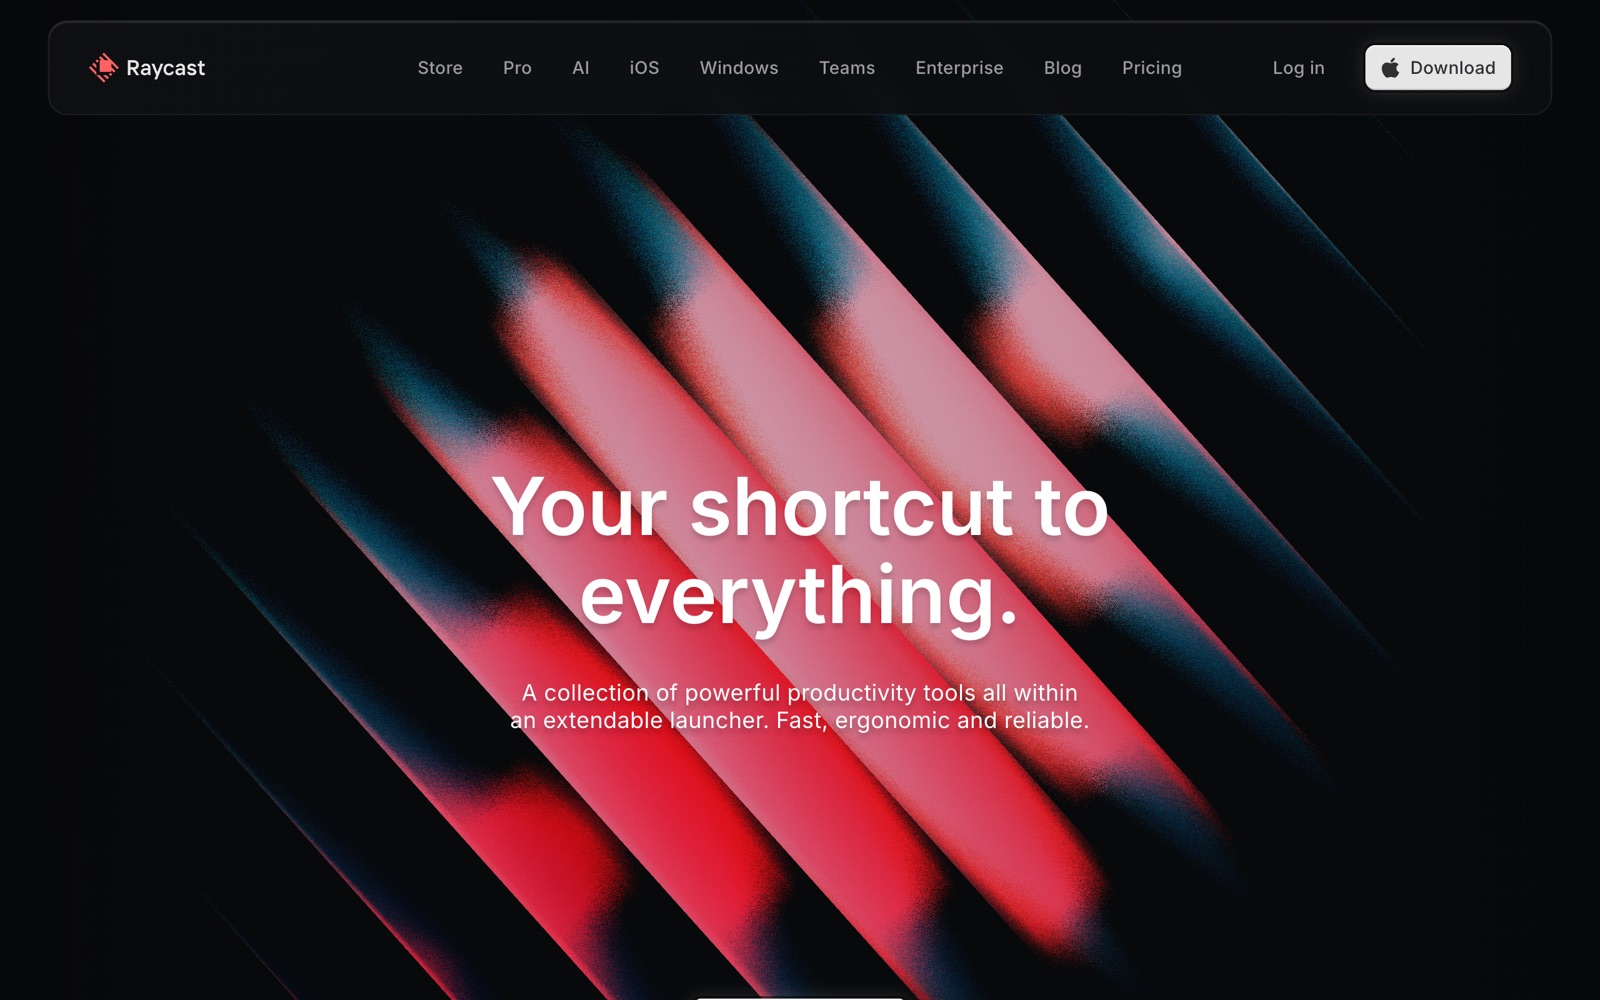 Raycast
Store
Pro
AI
iOS
Windows
Teams
Enterprise
Blog
Pricing
Log in
Download
Your shortcut to
everything.
A collection of powerful productivity tools all within
an extendable launcher. Fast, ergonomic and reliable.